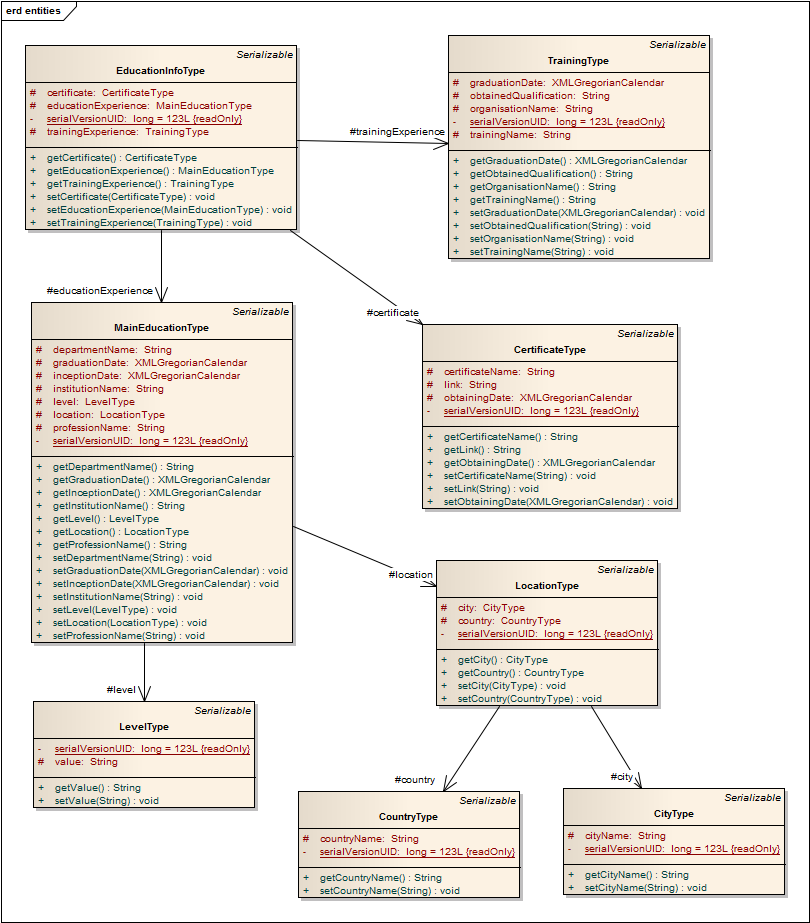 erd entities
Serializable
EducationInfoType
# certificate: CertificateType
# educationExperience: MainEducationType
- serialVersionUID: long = 123L {readOnly}
# trainingExperience: TrainingType
+ getCertificate() : CertificateType
+ getEducationExperience() : MainEducationType
+ getTrainingExperience() : TrainingType
+ setCertificate(CertificateType) : void
+ setEducationExperience(MainEducationType) : void
+ setTrainingExperience(TrainingType) : void
#trainingExperience
Serializable
TrainingType
# graduationDate: XMLGregorianCalendar
# obtainedQualification: String
# organisationName: String
- serialVersionUID: long = 123L {readOnly}
# trainingName: String
+ getGraduationDate() : XMLGregorianCalendar
+ getObtainedQualification() : String
+ getOrganisationName() : String
+ getTrainingName() : String
+ setGraduationDate(XMLGregorianCalendar) : void
+ setObtainedQualification(String) : void
+ setOrganisationName(String) : void
+ setTrainingName(String) : void
#educationExperience
#certificate
Serializable
MainEducationType
# departmentName: String
# graduationDate: XMLGregorianCalendar
# inceptionDate: XMLGregorianCalendar
# institutionName: String
# level: LevelType
# location: LocationType
# professionName: String
- serialVersionUID: long = 123L {readOnly}
+ getDepartmentName() : String
+ getGraduationDate() : XMLGregorianCalendar
+ getInceptionDate() : XMLGregorianCalendar
+ getInstitutionName() : String
+ getLevel() : LevelType
+ getLocation() : LocationType
+ getProfessionName() : String
+ setDepartmentName(String) : void
+ setGraduationDate(XMLGregorianCalendar) : void
+ setInceptionDate(XMLGregorianCalendar) : void
+ setInstitutionName(String) : void
+ setLevel(LevelType) : void
+ setLocation(LocationType) : void
+ setProfessionName(String) : void
Serializable
CertificateType
# certificateName: String
# link: String
# obtainingDate: XMLGregorianCalendar
- serialVersionUID: long = 123L {readOnly}
+ getCertificateName() : String
+ getLink() : String
+ getObtainingDate() : XMLGregorianCalendar
+ setCertificateName(String) : void
+ setLink(String) : void
+ setObtainingDate(XMLGregorianCalendar) : void
#location
Serializable
LocationType
# city: CityType
# country: CountryType
- serialVersionUID: long = 123L {readOnly}
+ getCity() : CityType
+ getCountry() : CountryType
+ setCity(CityType) : void
+ setCountry(CountryType) : void
#level
Serializable
LevelType
- serialVersionUID: long = 123L {readOnly}
# value: String
+ getValue() : String
+ setValue(String) : void
#country
#city
Serializable
CountryType
# countryName: String
- serialVersionUID: long = 123L {readOnly}
+ getCountryName() : String
+ setCountryName(String) : void
Serializable
CityType
# cityName: String
- serialVersionUID: long = 123L {readOnly}
+ getCityName() : String
+ setCityName(String) : void